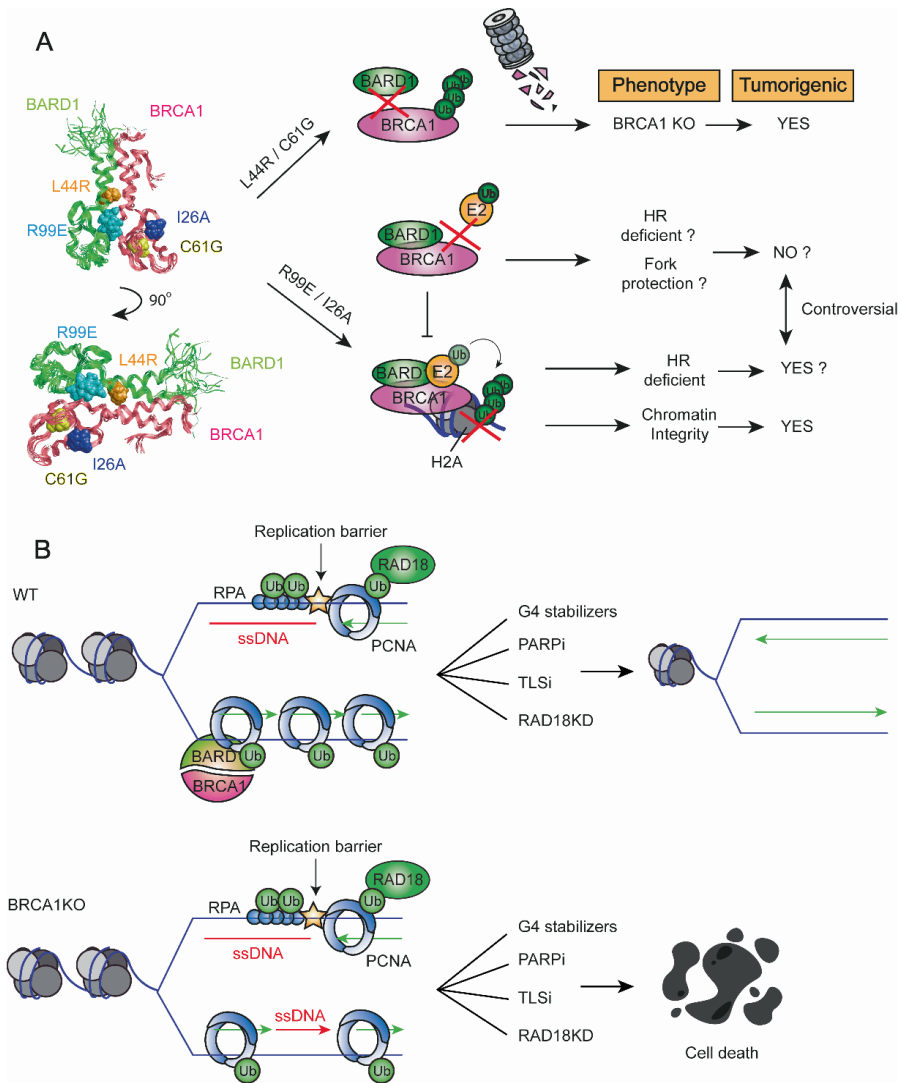 A
BARD1
BRCA1
L44R
R99E
I26A
C61G
90°
R99E
L44R
BARD1
BRCA1
I26A
C61G
L44R / C61G
R99E / I26A
BARD1
BRCA1
Ub
Ub
Ub
Ub
Phenotype
Tumorigenic
BRCA1 KO
YES
Ub
E2
BARD1
BRCA1
HR
deficient ?
Fork
protection ?
NO ?
Controversial
Ub
BARD
E2
BRCA1
Ub
Ub
Ub
Ub
H2A
HR
deficient
YES ?
Chromatin
Integrity
YES
B
WT
Replication barrier
RPA
Ub
Ub
Ub
RAD18
ssDNA
PCNA
BARD
BRCA1
Ub
Ub
Ub
G4 stabilizers
PARPi
TLSi
RAD18KD
BRCA1KO
Replication barrier
RPA
Ub
Ub
Ub
RAD18
ssDNA
PCNA
ssDNA
Ub
Ub
G4 stabilizers
PARPi
TLSi
RAD18KD
Cell death